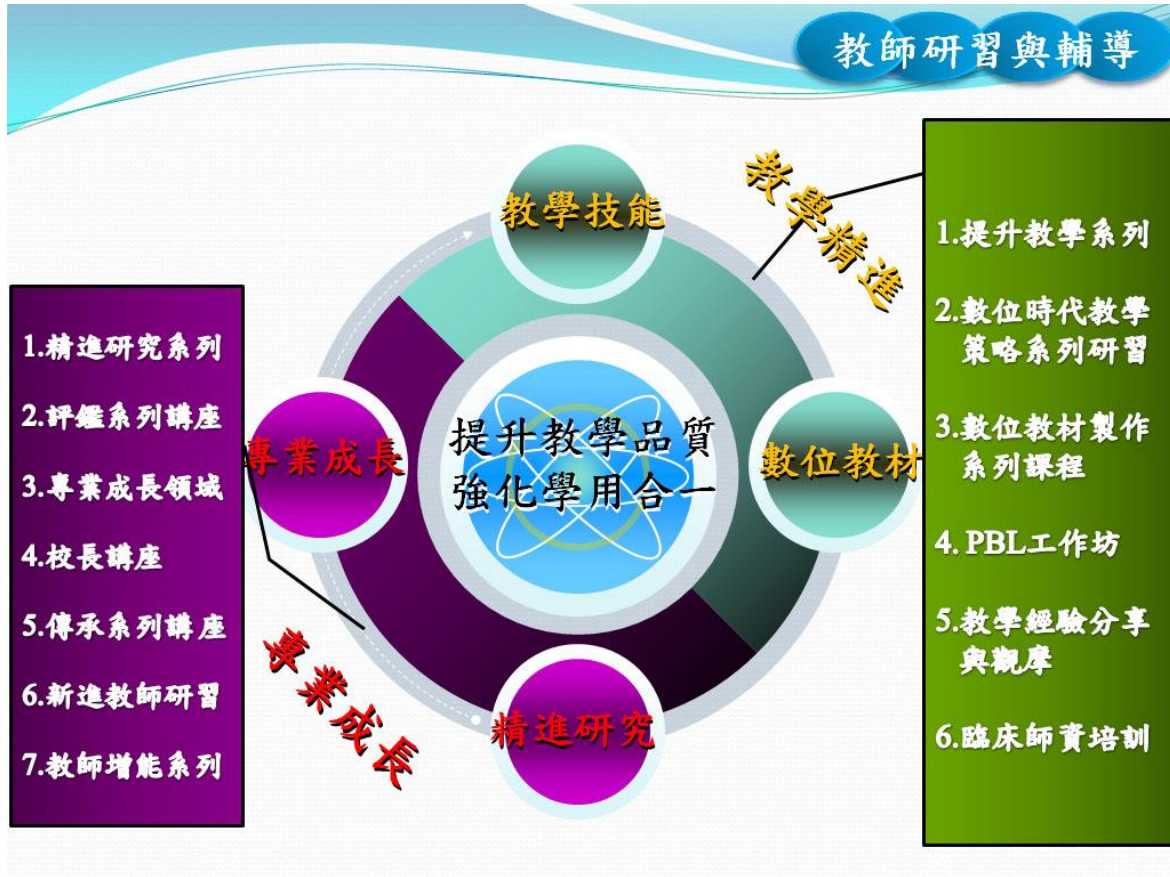 教師研習與輔導
教學技能
教學精進
1.提升教學系列
2.數位時代教學
策略系列研習
3.數位教材製作
系列課程
4. PBL工作坊
5.教學經驗分享
與觀摩
6.臨床師資培訓
1.精進研究系列
2.評鑑系列講座
3.專業成長領域
4.校長講座
5.傳承系列講座
6.新進教師研習
7.教師增能系列
專業成長
提升教學品質
強化學用合一
數位教材
專業成長
精進研究